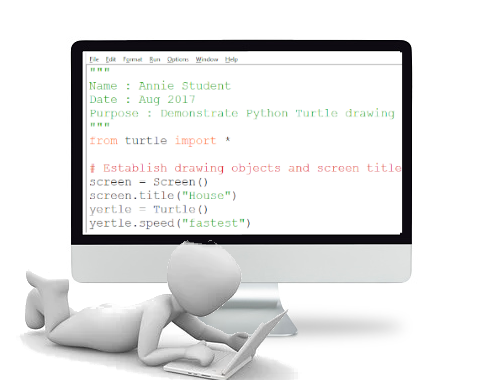 File Edit Format Run Options Window Help
"""
Name : Annie Student
Date : Aug 2017
Purpose : Demonstrate Python Turtle drawing
"""
from turtle import *
# Establish drawing objects and screen title
screen = Screen()
screen.title("House")
yertle = Turtle()
yertle.speed("fastest")